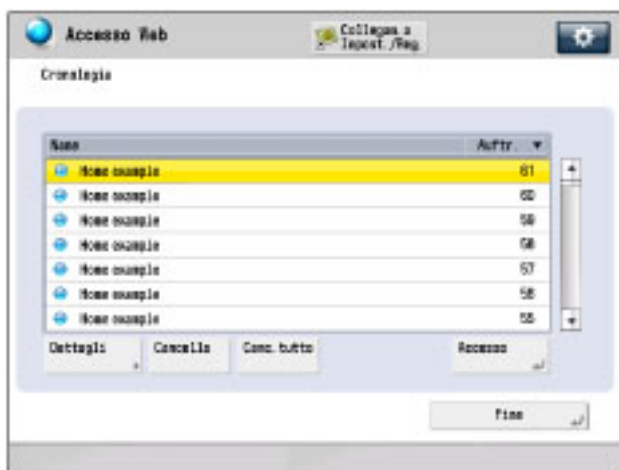 Accesso Web
Collegam.a
Impost./Reg.
Cronologia
Nome Auftr.
Home example 61
Home example 60
Home example 59
Home example 58
Home example 57
Home example 56
Home example 55
Dettagli Cancella Canc.tutto Accesso
Fine